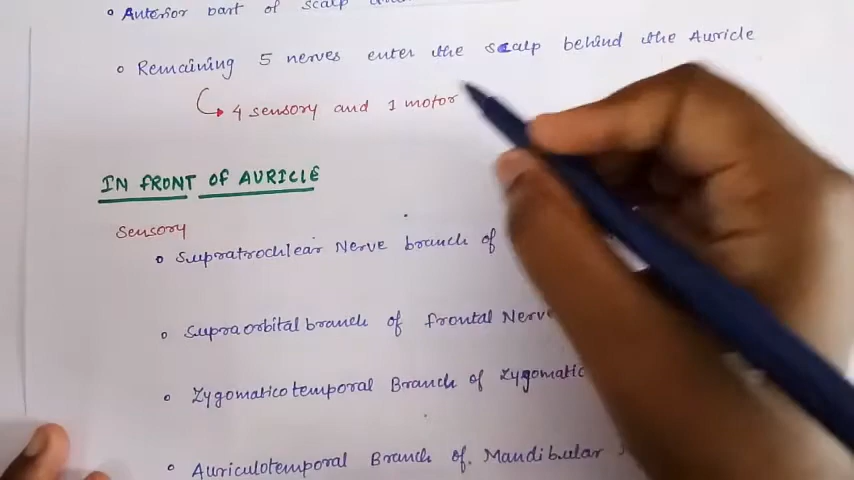 • Anterior part of scalp
• Remaining 5 nerves enter the scalp behind the Auricle
4 sensory and 1 motor
IN FRONT OF AURICLE
Sensory
• Supratrochlear Nerve branch of
• Supraorbital branch of frontal Nerve
• Zygomaticotemporal Branch of Zygomatic
• Auriculotemporal Branch of Mandibular